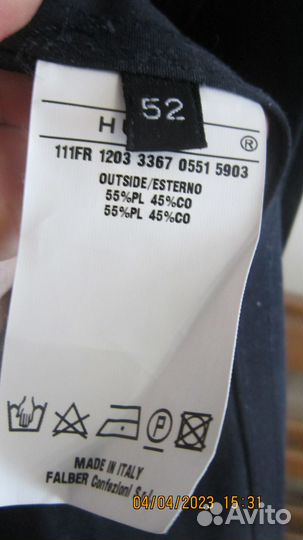 52
®
111FR 1203 3367 0551 5903
OUTSIDE/ESTERNO
55%PL 45%CO
55%PL 45%CO
P
MADE IN ITALY
FALBER Confezioni
04/04/2023 15:31
Avito